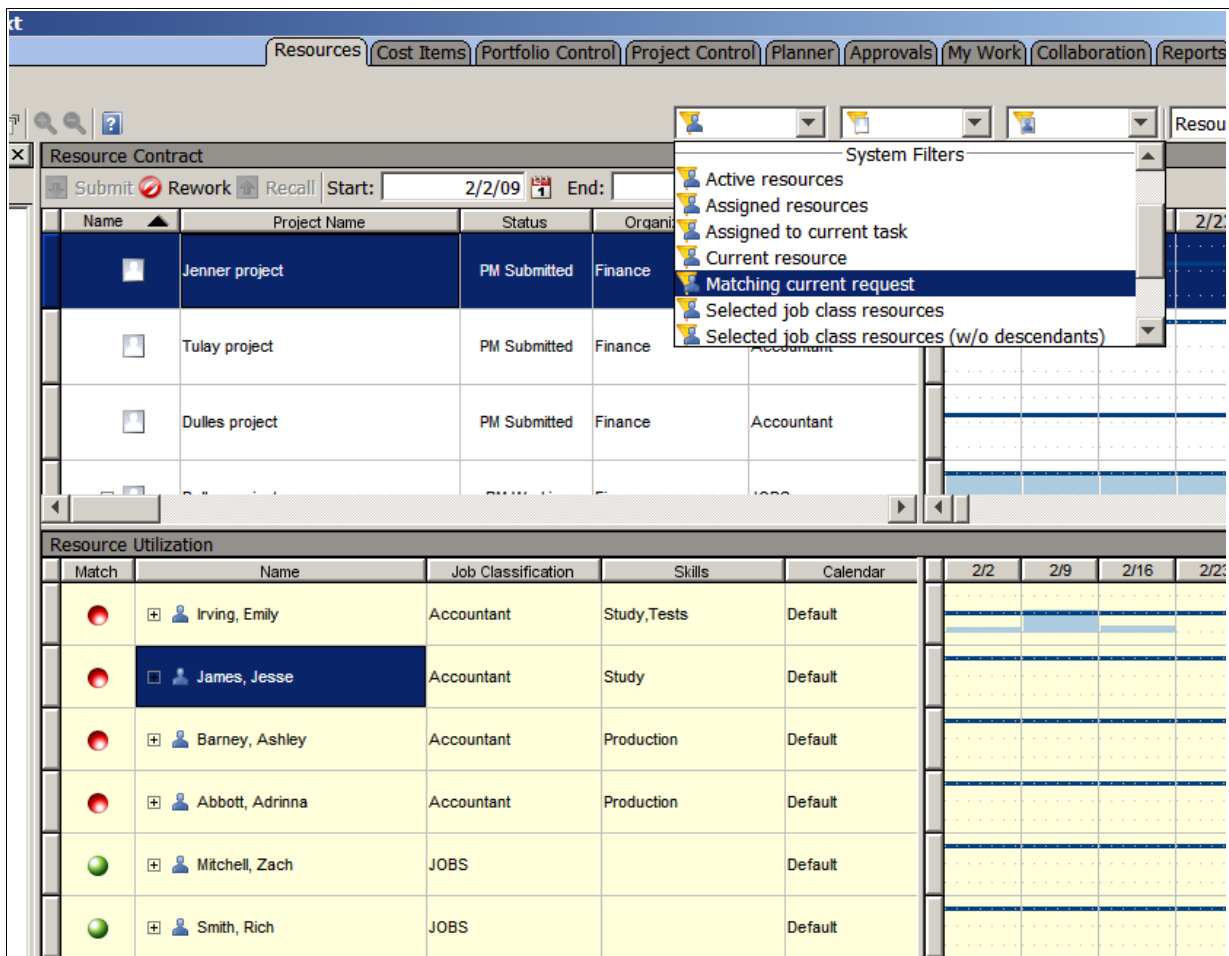 xt
Resources Cost Items Portfolio Control Project Control Planner Approvals My Work Collaboration Reports
Resou
Resource Contract
System Filters
Submit Rework Recall Start: 2/2/09 End:
Active resources
Assigned resources
Assigned to current task
Current resource
Matching current request
Selected job class resources
Selected job class resources (w/o descendants)
Name Project Name Status Organiz 2/23
Jenner project PM Submitted Finance
Tulay project PM Submitted Finance Accountant
Dulles project PM Submitted Finance Accountant
Resource Utilization
Match Name Job Classification Skills Calendar 2/2 2/9 2/16 2/23
Irving, Emily Accountant Study,Tests Default
James, Jesse Accountant Study Default
Barney, Ashley Accountant Production Default
Abbott, Adrinna Accountant Production Default
Mitchell, Zach JOBS Default
Smith, Rich JOBS Default